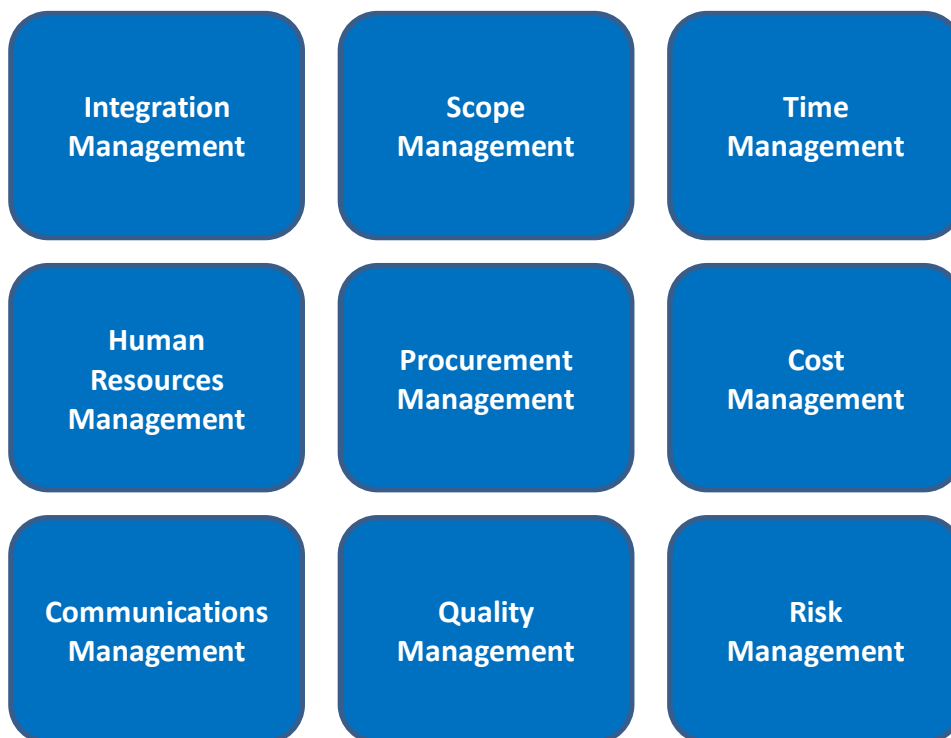 Integration
Management
Scope
Management
Time
Management
Human
Resources
Management
Procurement
Management
Cost
Management
Communications
Management
Quality
Management
Risk
Management